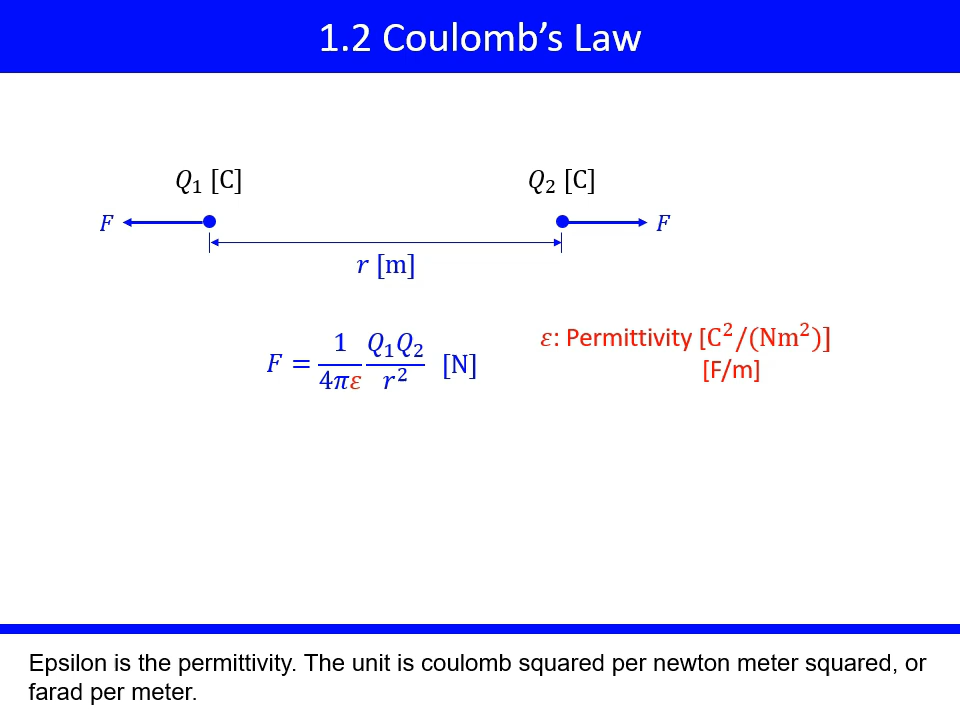 1.2 Coulomb's Law
Q₁ [C]
Q₂ [C]
F
F
r [m]
F = 1/(4πε) Q₁Q₂/r² [N]
ε: Permittivity [C²/(Nm²)]
[F/m]
Epsilon is the permittivity. The unit is coulomb squared per newton meter squared, or
farad per meter.